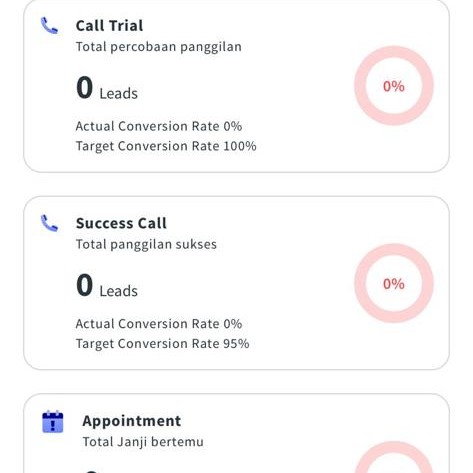 Call Trial
Total percobaan panggilan
0 Leads
0%
Actual Conversion Rate 0%
Target Conversion Rate 100%
Success Call
Total panggilan sukses
0 Leads
0%
Actual Conversion Rate 0%
Target Conversion Rate 95%
Appointment
Total Janji bertemu